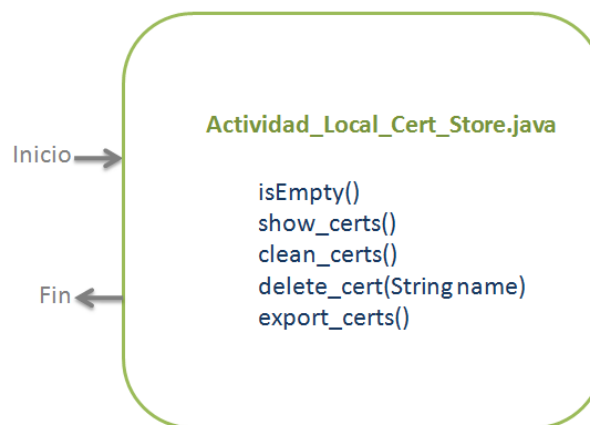 Actividad_Local_Cert_Store.java
Inicio
isEmpty()
show_certs()
clean_certs()
delete_cert(String name)
Fin
export_certs()